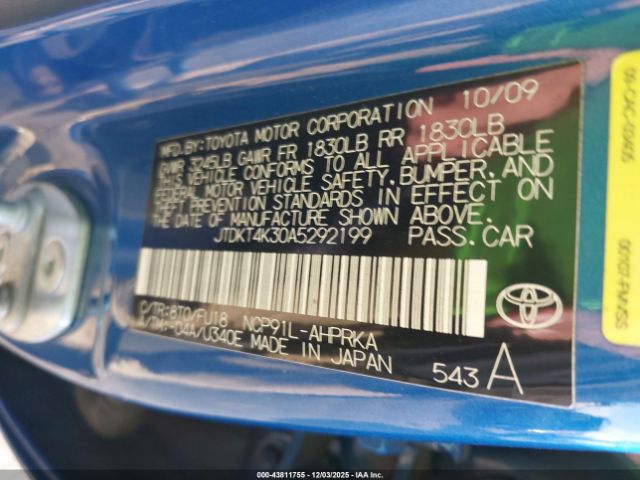 MFD.BY:TOYOTA MOTOR CORPORATION 10/09
GVWR 3245LB GAWR FR 1830LB RR 1830LB
THIS VEHICLE CONFORMS TO ALL APPLICABLE
FEDERAL MOTOR VEHICLE SAFETY, BUMPER, AND
THEFT PREVENTION STANDARDS IN EFFECT ON
THE DATE OF MANUFACTURE SHOWN ABOVE.
JTDKT4K30A5292199 PASS.CAR
C/TR:8T0/FU18 NCP91L-AHPRKA
A/TM:-04A/U340E MADE IN JAPAN
543 A
00107-FMVSS
000-43811755 - 12/03/2025 - IAA Inc.